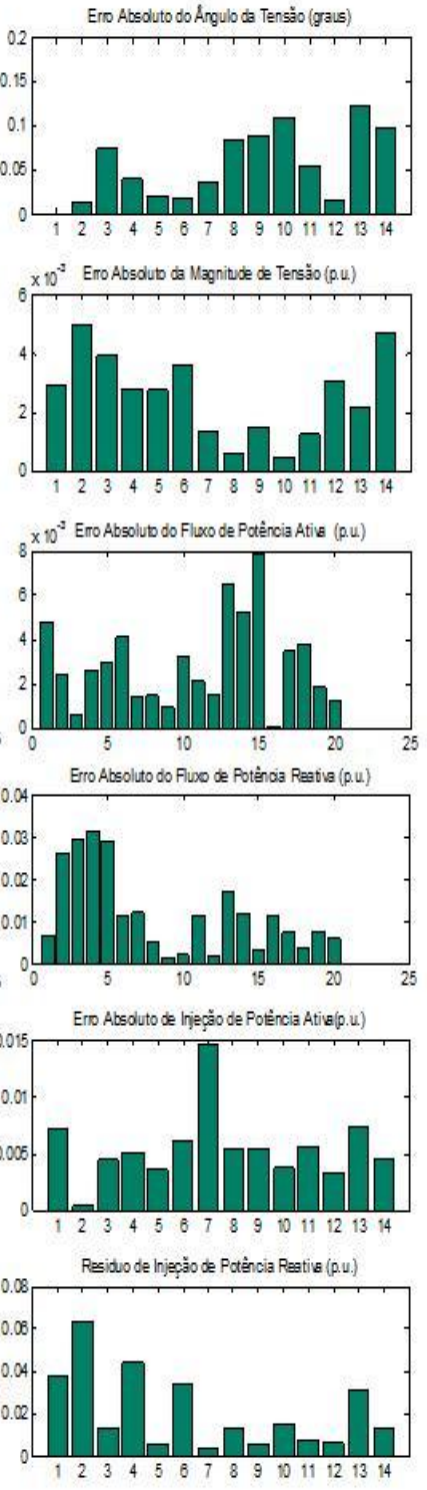 Erro Absoluto do Ângulo da Tensão (graus)
0.2
0.15
0.1
0.05
0
1 2 3 4 5 6 7 8 9 10 11 12 13 14
x 10⁻³ Erro Absoluto da Magnitude de Tensão (p.u.)
6
4
2
0
1 2 3 4 5 6 7 8 9 10 11 12 13 14
x 10⁻³ Erro Absoluto do Fluxo de Potência Ativa (p.u.)
8
6
4
2
0
0 5 10 15 20 25
Erro Absoluto do Fluxo de Potência Reativa (p.u.)
0.04
0.03
0.02
0.01
0
0 5 10 15 20 25
Erro Absoluto de Injeção de Potência Ativa(p.u.)
0.015
0.01
0.005
0
1 2 3 4 5 6 7 8 9 10 11 12 13 14
Residuo de Injeção de Potência Reativa (p.u.)
0.08
0.06
0.04
0.02
0
1 2 3 4 5 6 7 8 9 10 11 12 13 14